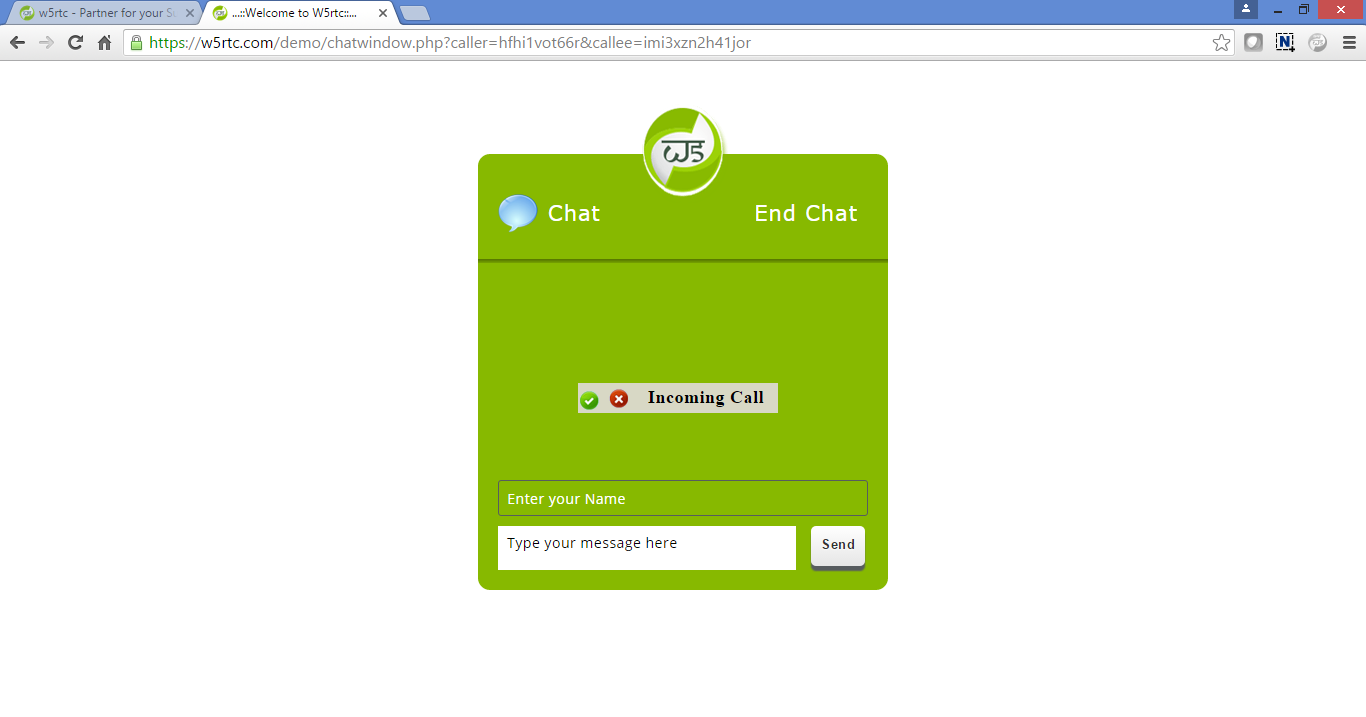 w5rtc - Partner for your Su
...::Welcome to W5rtc::...
https://w5rtc.com/demo/chatwindow.php?caller=hfhi1vot66r&callee=imi3xzn2h41jor
N
Chat
End Chat
Incoming Call
Enter your Name
Type your message here
Send